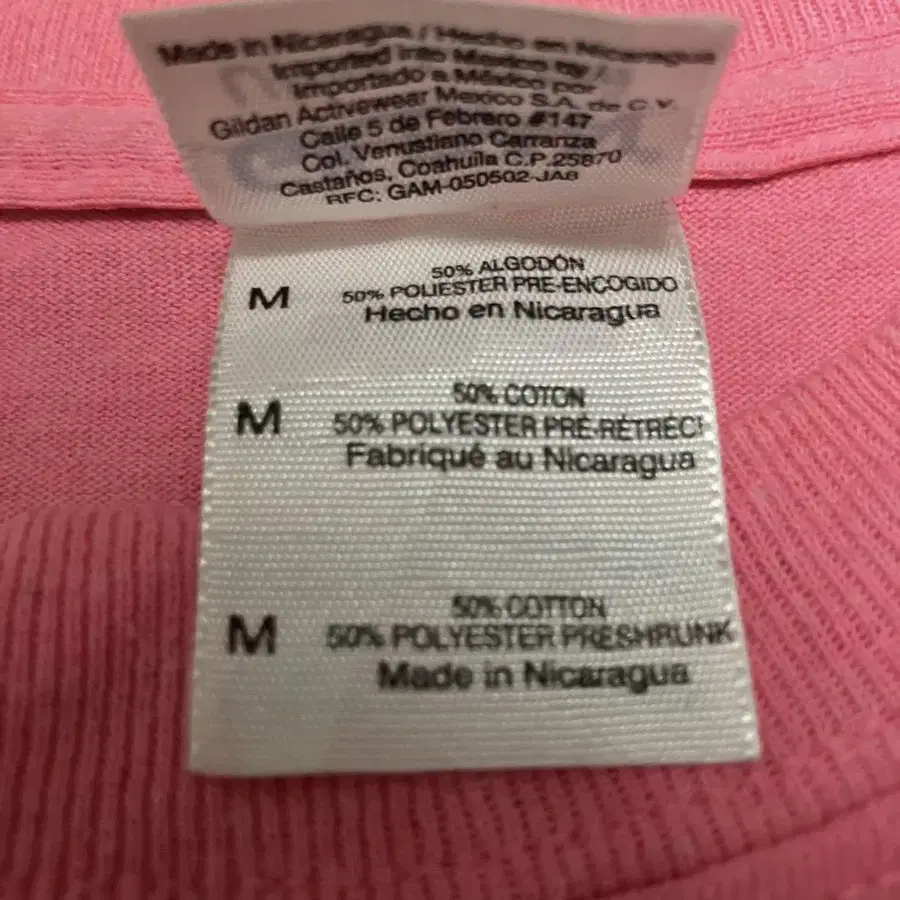 Made in Nicaragua / Hecho en Nicaragua
Imported into Mexico by /
Importado a México por
Gildan Activewear Mexico S.A. de C.V.
Calle 5 de Febrero #147
Col. Venustiano Carranza
Castaños, Coahuila C.P.25870
RFC: GAM-050502-JA8
50% ALGODÓN
M 50% POLIESTER PRE-ENCOGIDO
Hecho en Nicaragua
50% COTON
M 50% POLYESTER PRÉ-RÉTRÉCI
Fabriqué au Nicaragua
50% COTTON
M 50% POLYESTER PRESHRUNK
Made in Nicaragua